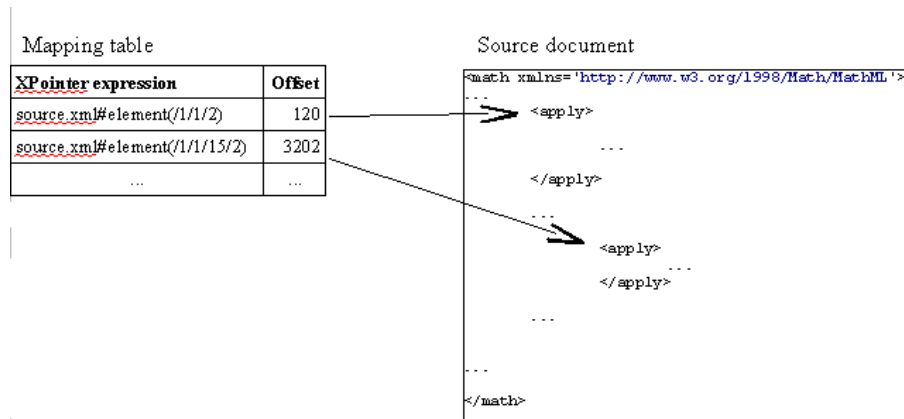 Mapping table
XPointer expression Offset
source.xml#element(/1/1/2) 120
source.xml#element(/1/1/15/2) 3202
... ...
Source document
<math xmlns='http://www.w3.org/1998/Math/MathML'>
...
<apply>
...
</apply>
...
<apply>
...
</apply>
...
...
</math>